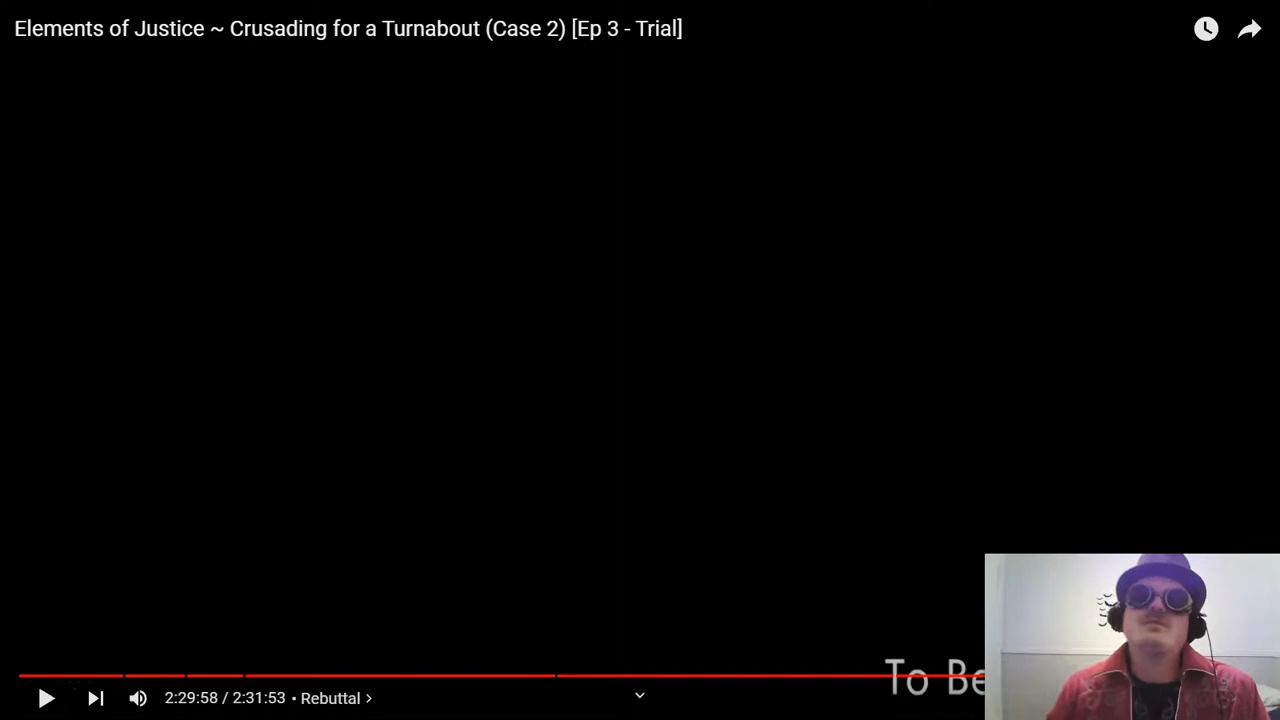 Elements of Justice ~ Crusading for a Turnabout (Case 2) [Ep 3 - Trial]
To Be
2:29:58 / 2:31:53 • Rebuttal >